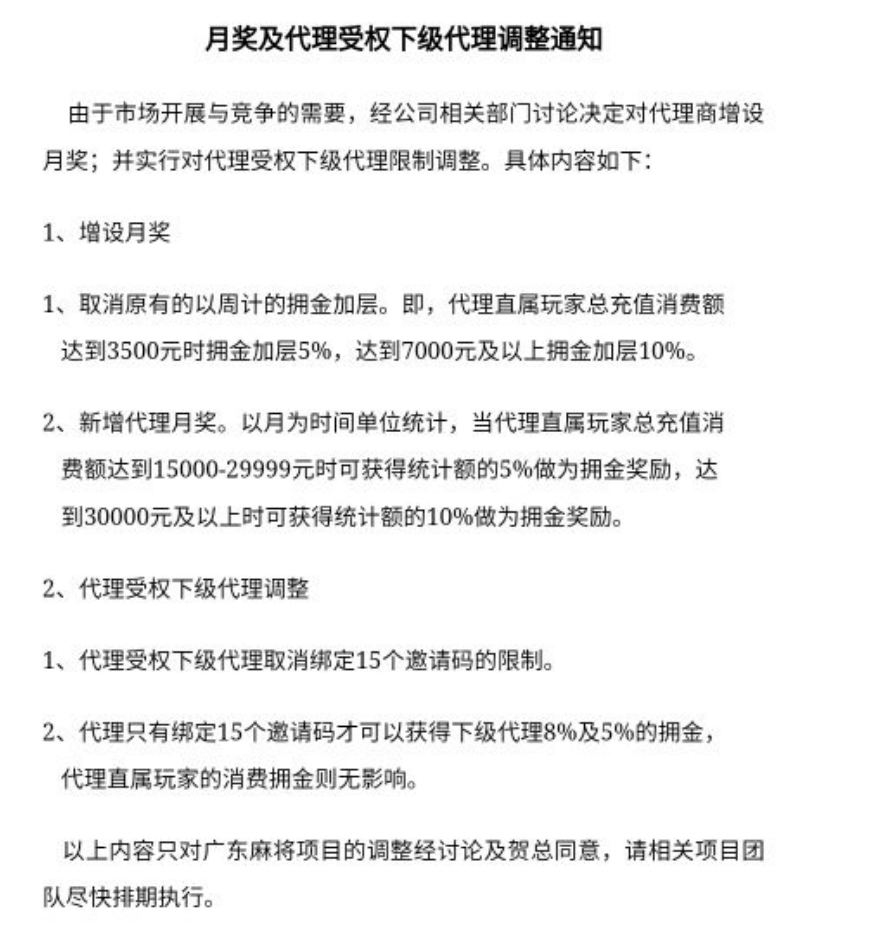 月奖及代理受权下级代理调整通知
由于市场开展与竞争的需要，经公司相关部门讨论决定对代理商增设
月奖；并实行对代理受权下级代理限制调整。具体内容如下：
1、增设月奖
1、取消原有的以周计的拥金加层。即，代理直属玩家总充值消费额
达到3500元时拥金加层5%，达到7000元及以上拥金加层10%。
2、新增代理月奖。以月为时间单位统计，当代理直属玩家总充值消
费额达到15000-29999元时可获得统计额的5%做为拥金奖励，达
到30000元及以上时可获得统计额的10%做为拥金奖励。
2、代理受权下级代理调整
1、代理受权下级代理取消绑定15个邀请码的限制。
2、代理只有绑定15个邀请码才可以获得下级代理8%及5%的拥金，
代理直属玩家的消费拥金则无影响。
以上内容只对广东麻将项目的调整经讨论及贺总同意，请相关项目团
队尽快排期执行。